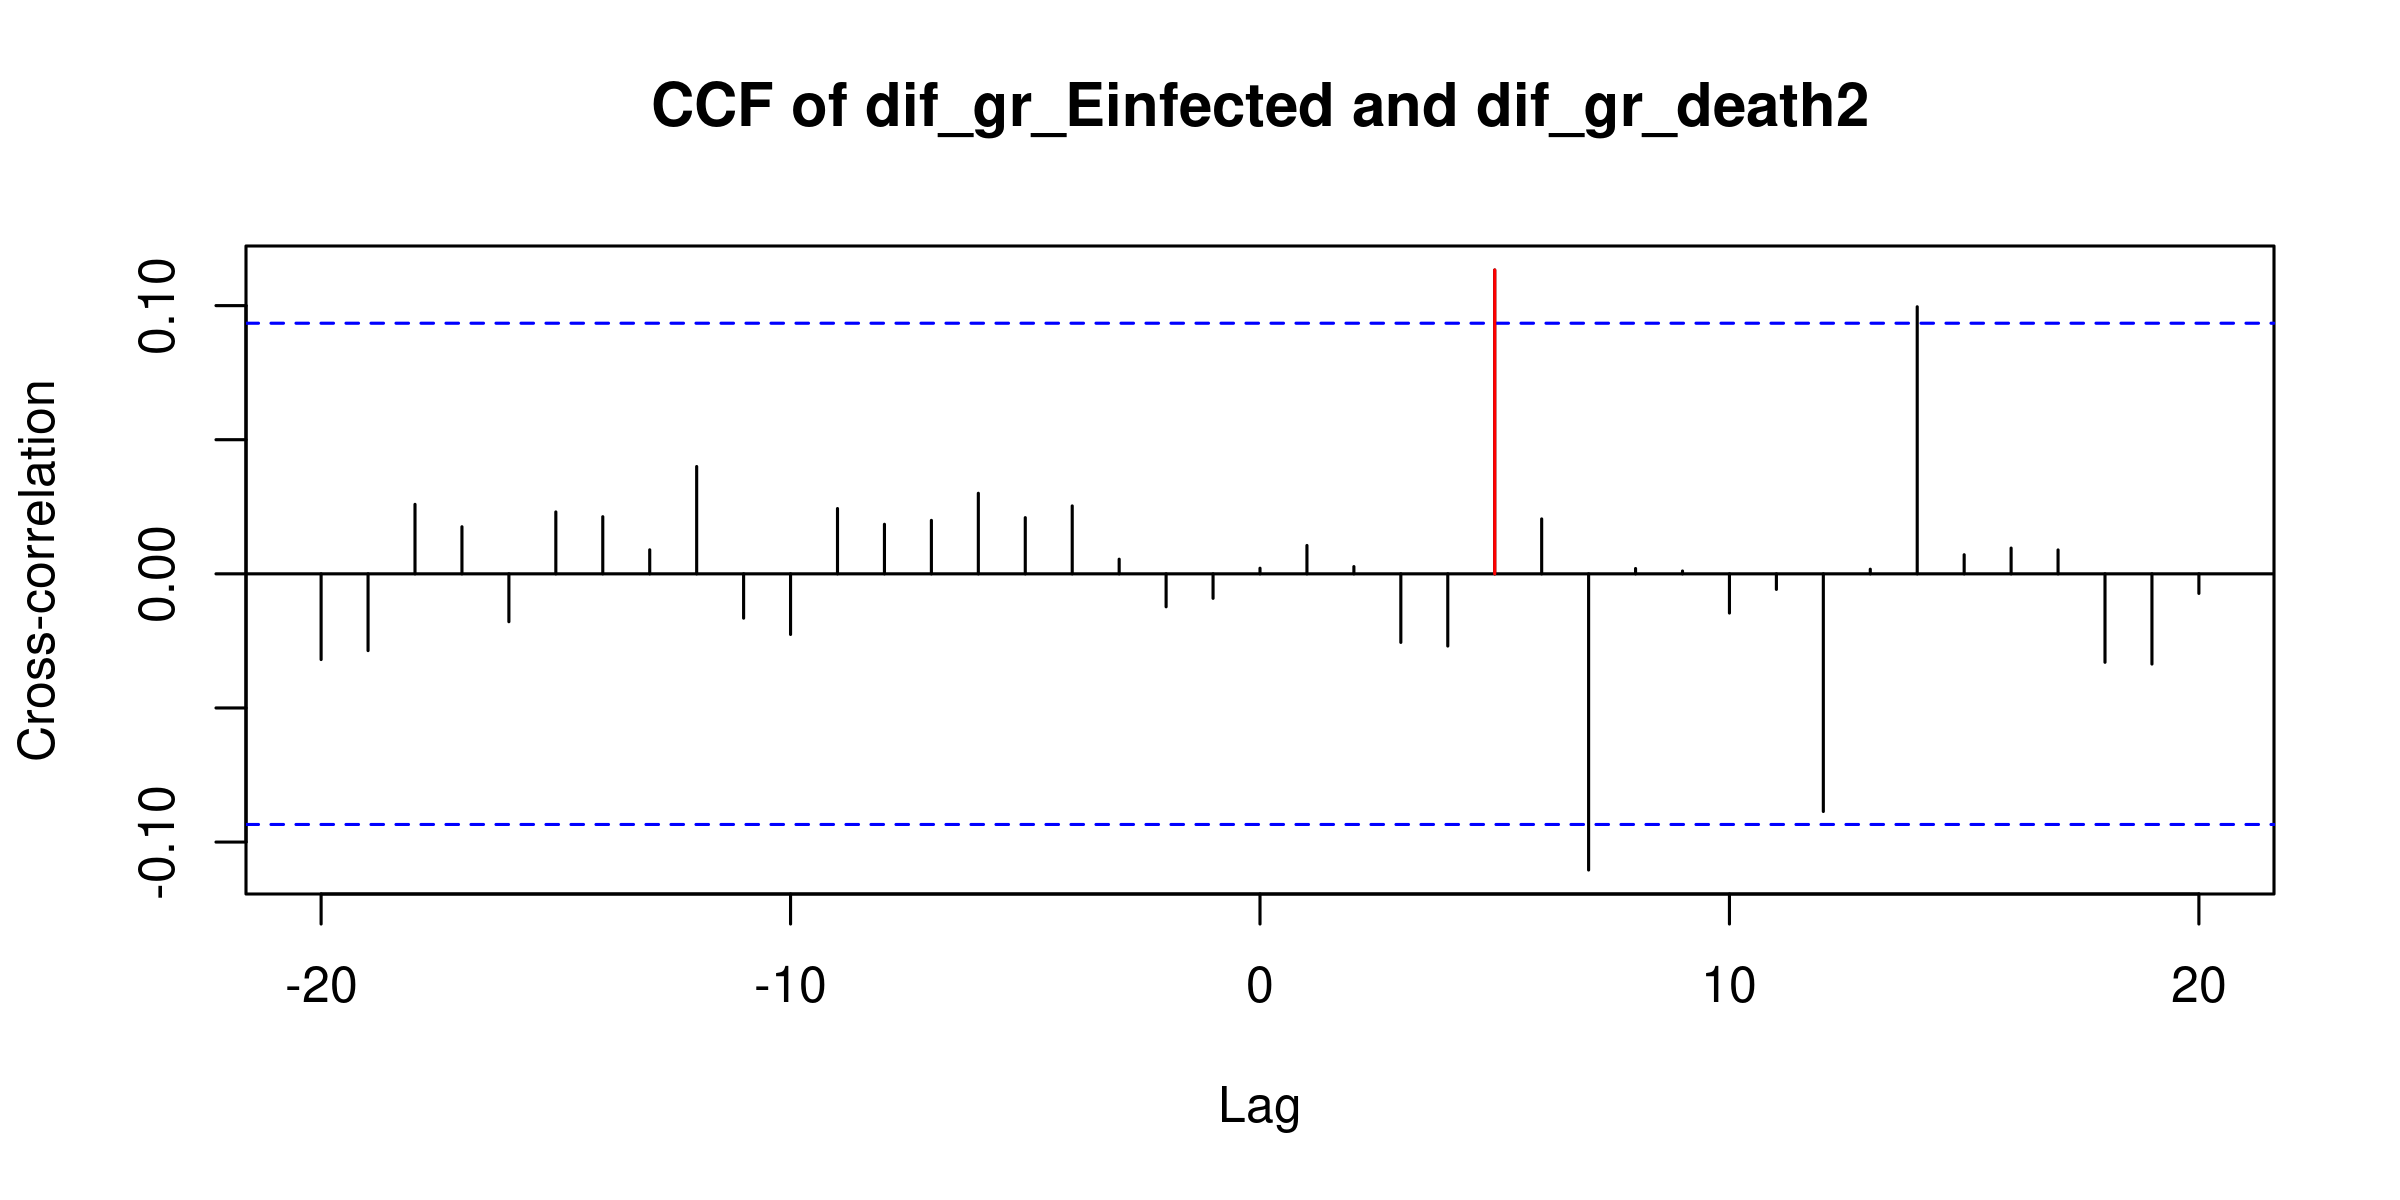 CCF of dif_gr_Einfected and dif_gr_death2
Cross-correlation
0.10
0.00
-0.10
-20 -10 0 10 20
Lag